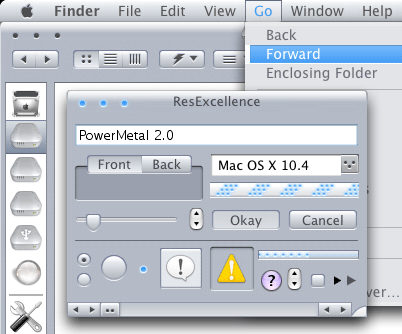 Finder File Edit View Go Window Help
Back
Forward
Enclosing Folder
ResExcellence
PowerMetal 2.0
Front Back
Mac OS X 10.4
Okay Cancel
?
ver...